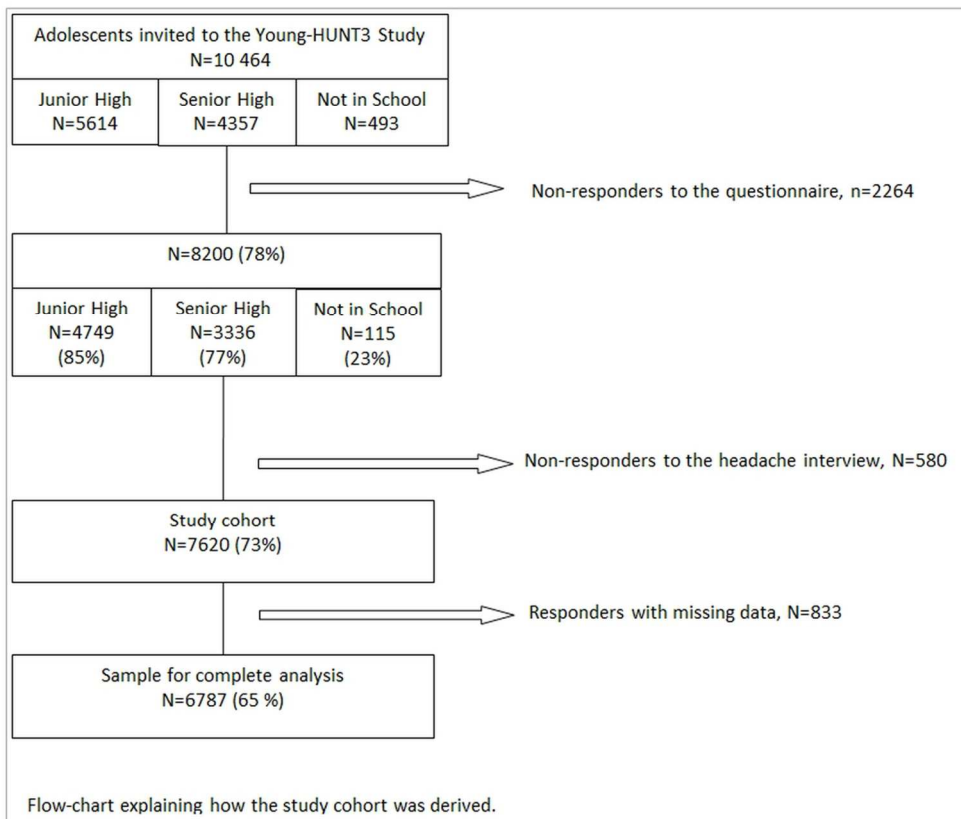 Adolescents invited to the Young-HUNT3 Study
N=10 464
Junior High
N=5614
Senior High
N=4357
Not in School
N=493
Non-responders to the questionnaire, n=2264
N=8200 (78%)
Junior High
N=4749
(85%)
Senior High
N=3336
(77%)
Not in School
N=115
(23%)
Non-responders to the headache interview, N=580
Study cohort
N=7620 (73%)
Responders with missing data, N=833
Sample for complete analysis
N=6787 (65 %)
Flow-chart explaining how the study cohort was derived.